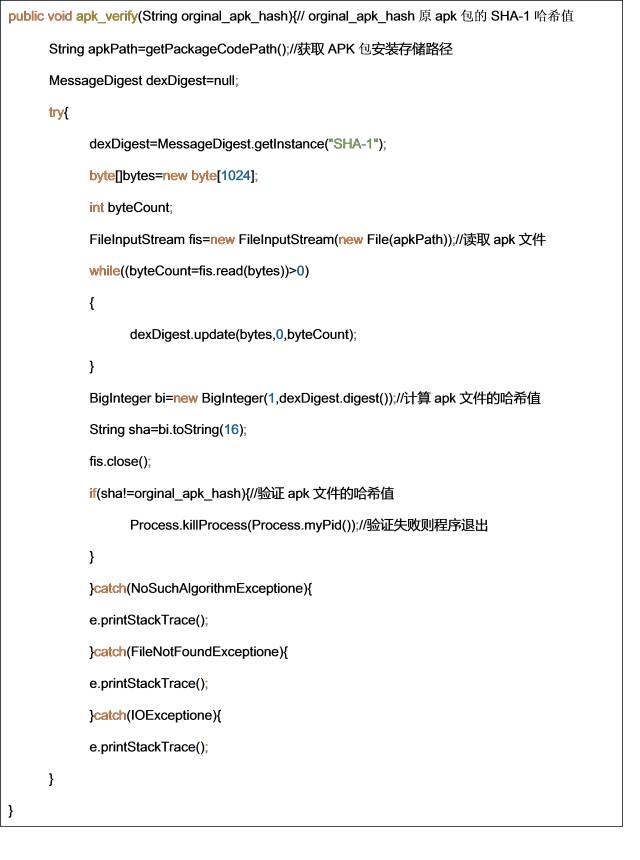 public void apk_verify(String orginal_apk_hash){// orginal_apk_hash 原 apk 包的 SHA-1 哈希值
String apkPath=getPackageCodePath();//获取 APK 包安装存储路径
MessageDigest dexDigest=null;
try{
dexDigest=MessageDigest.getInstance("SHA-1");
byte[]bytes=new byte[1024];
int byteCount;
FileInputStream fis=new FileInputStream(new File(apkPath));//读取 apk 文件
while((byteCount=fis.read(bytes))>0)
{
dexDigest.update(bytes,0,byteCount);
}
BigInteger bi=new BigInteger(1,dexDigest.digest());//计算 apk 文件的哈希值
String sha=bi.toString(16);
fis.close();
if(sha!=orginal_apk_hash){//验证 apk 文件的哈希值
Process.killProcess(Process.myPid());//验证失败则程序退出
}
}catch(NoSuchAlgorithmExceptione){
e.printStackTrace();
}catch(FileNotFoundExceptione){
e.printStackTrace();
}catch(IOExceptione){
e.printStackTrace();
}
}